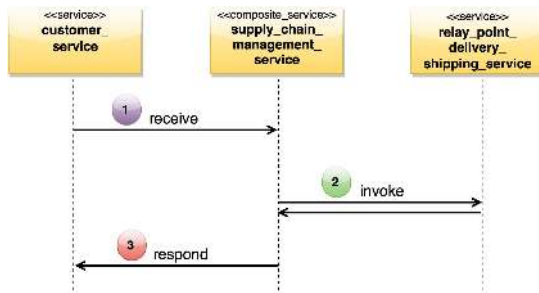 <<service>>
customer_
service
<<composite_service>>
supply_chain_
management_
service
<<service>>
relay_point_
delivery_
shipping_service
1
receive
2
invoke
3
respond